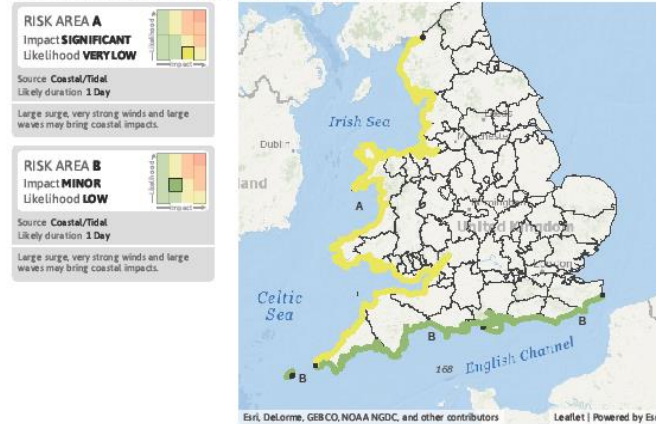 RISK AREA A
Impact SIGNIFICANT
Likelihood VERY LOW
Likelihood
Impact
Source Coastal/Tidal
Likely duration 1 Day
Large surge, very strong winds and large
waves may bring coastal impacts.
RISK AREA B
Impact MINOR
Likelihood LOW
Likelihood
Impact
Source Coastal/Tidal
Likely duration 1 Day
Large surge, very strong winds and large
waves may bring coastal impacts.
Irish Sea
Dublin
land
A
United Kingdom
Celtic
Sea
B
B
B
168
English Channel
Esri, DeLorme, GEBCO, NOAA NGDC, and other contributors
Leaflet | Powered by Esri